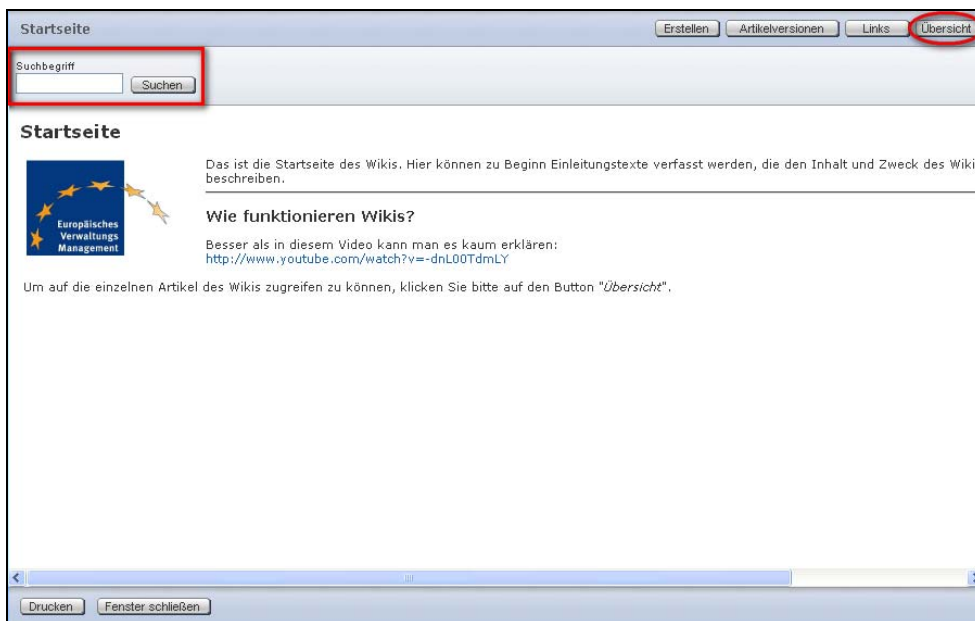 Startseite
Erstellen
Artikelversionen
Links
Übersicht
Suchbegriff
Suchen
Startseite
Europäisches
Verwaltungs
Management
Das ist die Startseite des Wikis. Hier können zu Beginn Einleitungstexte verfasst werden, die den Inhalt und Zweck des Wiki
beschreiben.
Wie funktionieren Wikis?
Besser als in diesem Video kann man es kaum erklären:
http://www.youtube.com/watch?v=-dnL00TdmLY
Um auf die einzelnen Artikel des Wikis zugreifen zu können, klicken Sie bitte auf den Button "Übersicht".
Drucken
Fenster schließen